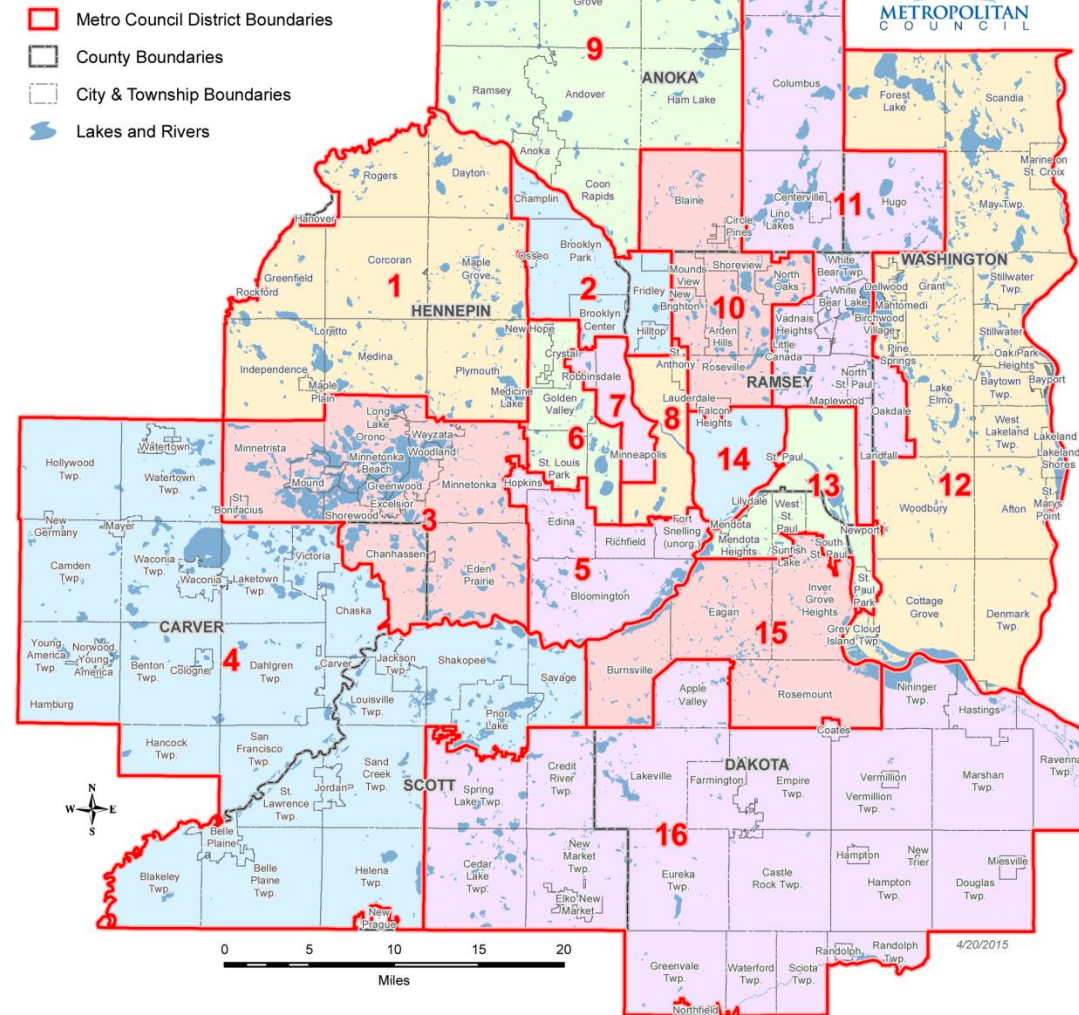 Metro Council District Boundaries
County Boundaries
City & Township Boundaries
Lakes and Rivers
METROPOLITAN
COUNCIL
Grove
9
ANOKA
Ramsey
Andover
Ham Lake
Columbus
Forest
Lake
Scandia
Anoka
Coon
Rapids
Marine on
St. Croix
Rogers
Dayton
Champlin
Blaine
Circle
Pines
Centerville
Lino
Lakes
11
Hugo
May Twp.
Hanover
Corcoran
Maple
Grove
Osseo
Brooklyn
Park
Greenfield
Rockford
1
HENNEPIN
2
Brooklyn
Center
Fridley
Hilltop
Mounds
View
New
Brighton
Shoreview
North
Oaks
10
Arden
Hills
Roseville
White
Bear Twp.
White
Bear Lake
Vadnais
Heights
Little
Canada
Dellwood
Mahtomedi
Birchwood
Village
Pine
Springs
WASHINGTON
Grant
Stillwater
Twp.
Stillwater
Oak Park
Heights
Baytown
Twp.
Bayport
Loretto
Medina
Independence
Maple
Plain
Plymouth
Medicine
Lake
New Hope
Crystal
Robbinsdale
Golden
Valley
7
St.
Anthony
8
Lauderdale
Falcon
Heights
RAMSEY
North
St. Paul
Maplewood
Oakdale
Lake
Elmo
West
Lakeland
Twp.
Landfall
Lakeland
Lakeland
Shores
St.
Marys
Point
Hollywood
Twp.
Watertown
Watertown
Twp.
Minnetrista
Long
Lake
Orono
Wayzata
Woodland
Minnetonka
Beach
Mound
Greenwood
Excelsior
Shorewood
Minnetonka
St.
Bonifacius
Hopkins
6
St. Louis
Park
Minneapolis
14
St. Paul
13
12
Woodbury
Afton
New
Germany
Mayer
Camden
Twp.
Waconia
Twp.
Waconia
Laketown
Twp.
Victoria
3
Chanhassen
Eden
Prairie
Edina
Richfield
Fort
Snelling
(unorg.)
5
Bloomington
Lilydale
Mendota
Mendota
Heights
West
St.
Paul
Sunfish
Lake
South
St. Paul
Newport
St.
Paul
Park
Inver
Grove
Heights
Eagan
15
Cottage
Grove
Denmark
Twp.
Grey Cloud
Island Twp.
Chaska
CARVER
4
Young
America
Twp.
Norwood
Young
America
Benton
Twp.
Cologne
Dahlgren
Twp.
Carver
Jackson
Twp.
Louisville
Twp.
Shakopee
Savage
Prior
Lake
Burnsville
Apple
Valley
Rosemount
Coates
Nininger
Twp.
Hastings
Ravenna
Twp.
Hamburg
Hancock
Twp.
San
Francisco
Twp.
Sand
Creek
Twp.
Jordan
St.
Lawrence
Twp.
SCOTT
Spring
Lake Twp.
Credit
River
Twp.
Lakeville
Farmington
DAKOTA
Empire
Twp.
Vermillion
Vermillion
Twp.
Marshan
Twp.
16
Belle
Plaine
Blakeley
Twp.
Belle
Plaine
Twp.
Helena
Twp.
New
Prague
Cedar
Lake
Twp.
New
Market
Twp.
Elko New
Market
Eureka
Twp.
Castle
Rock Twp.
Hampton
New
Trier
Hampton
Twp.
Miesville
Douglas
Twp.
Greenvale
Twp.
Waterford
Twp.
Sciota
Twp.
Randolph
Randolph
Twp.
Northfield
4/20/2015
N
W E
S
0 5 10 15 20
Miles